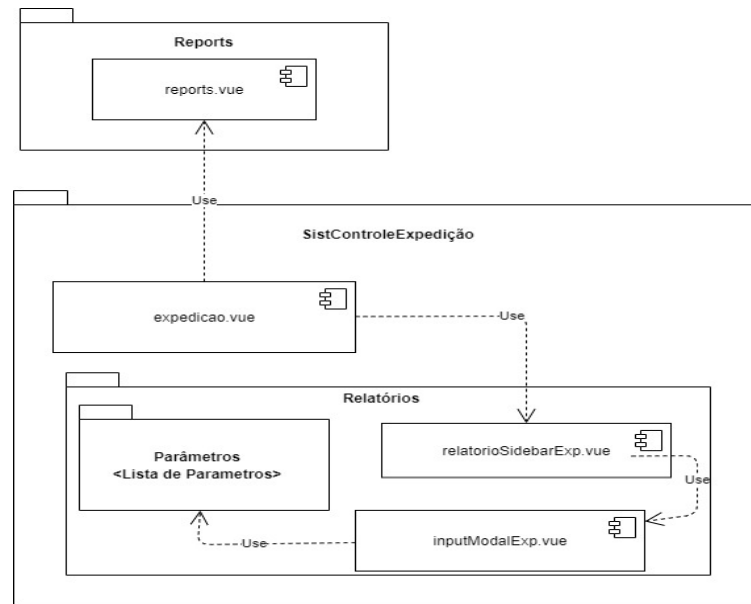 Reports
reports.vue
Use
SistControleExpedição
expedicao.vue
Use
Relatórios
Parâmetros
<Lista de Parametros>
relatorioSidebarExp.vue
Use
inputModalExp.vue
Use